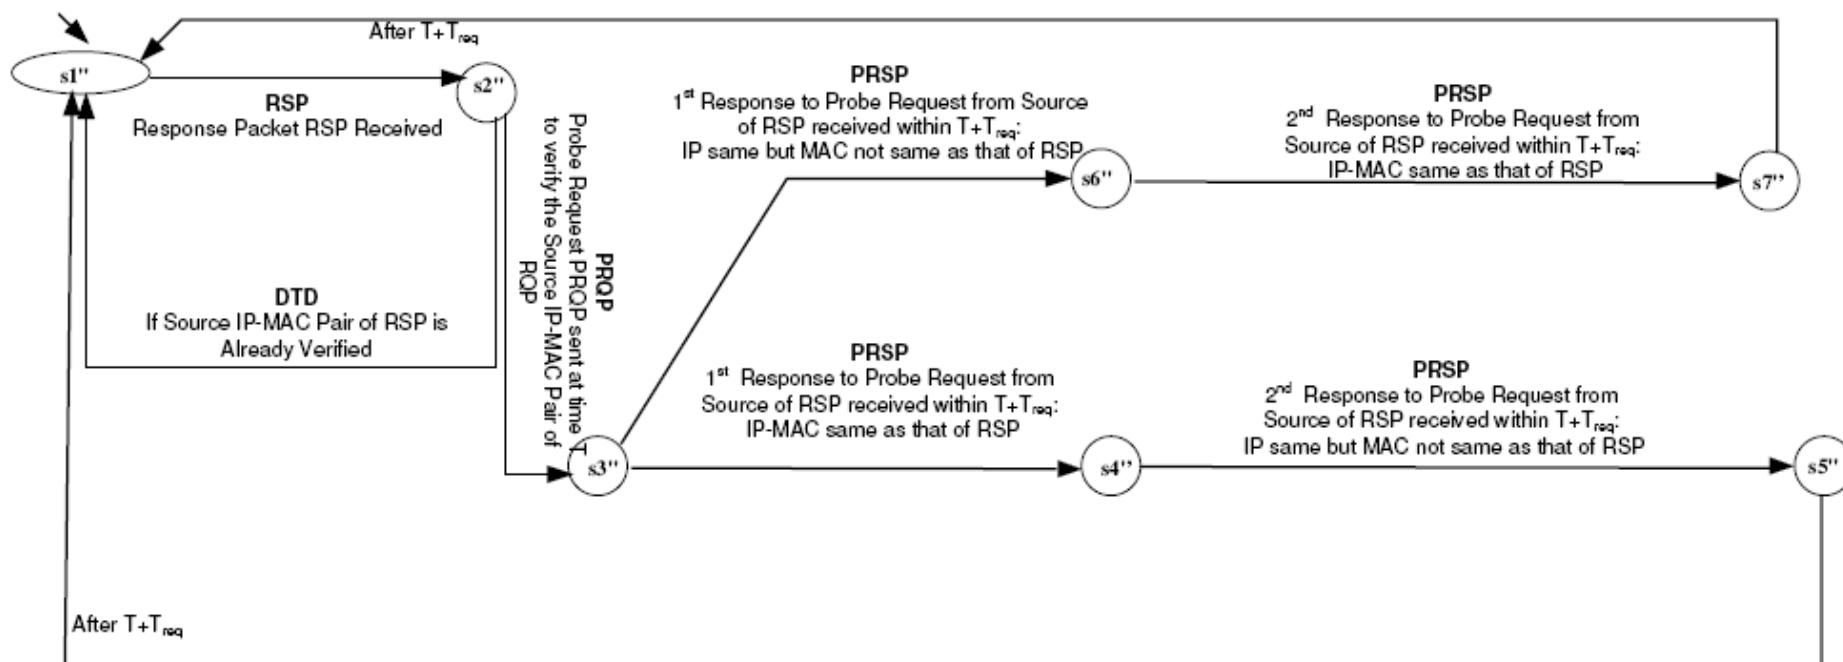 After T+Treq
s1"
s2"
RSP
Response Packet RSP Received
DTD
If Source IP-MAC Pair of RSP is
Already Verified
PRQP
Probe Request PRQP sent at time T
to verify the Source IP-MAC Pair of
RQP
s3"
PRSP
1st Response to Probe Request from Source
of RSP received within T+Treq:
IP same but MAC not same as that of RSP
s6"
PRSP
2nd Response to Probe Request from
Source of RSP received within T+Treq:
IP-MAC same as that of RSP
s7"
PRSP
1st Response to Probe Request from
Source of RSP received within T+Treq:
IP-MAC same as that of RSP
s4"
PRSP
2nd Response to Probe Request from
Source of RSP received within T+Treq:
IP same but MAC not same as that of RSP
s5"
After T+Treq